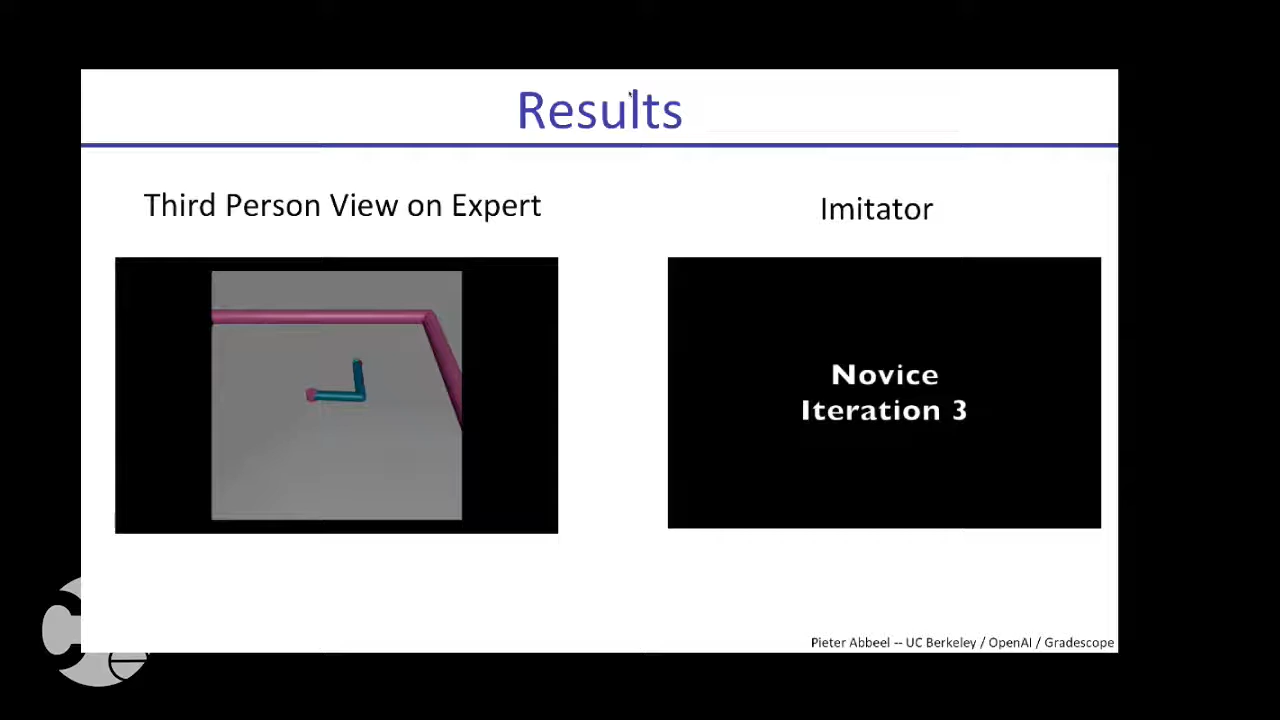 Results
Third Person View on Expert
Imitator
Novice
Iteration 3
Pieter Abbeel -- UC Berkeley / OpenAI / Gradescope